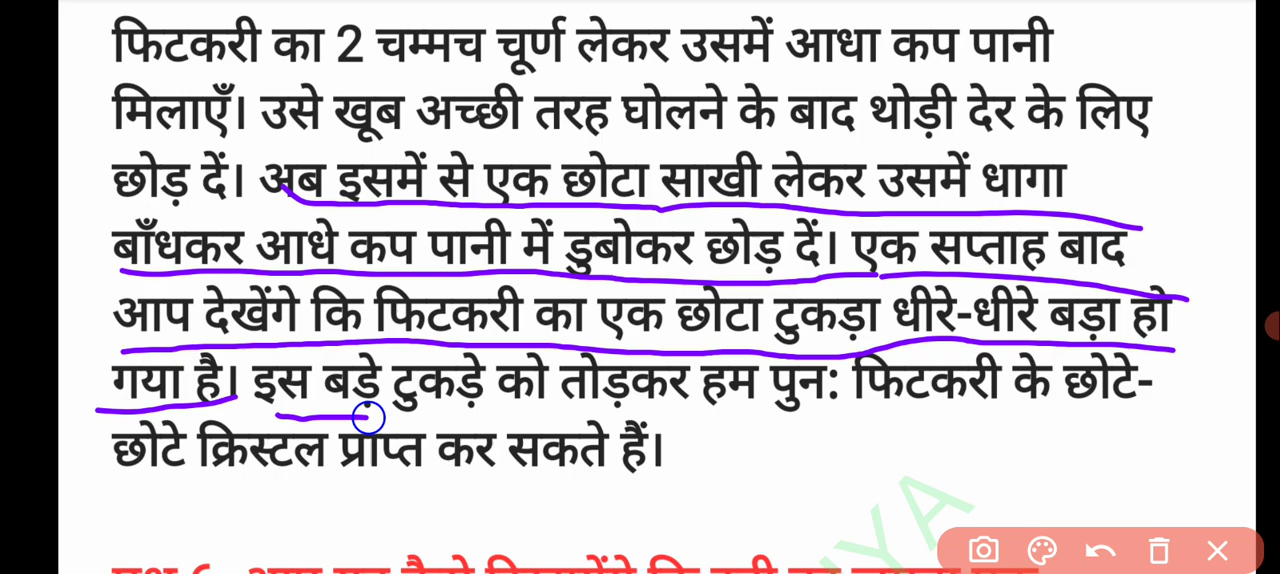 फिटकरी का 2 चम्मच चूर्ण लेकर उसमें आधा कप पानी
मिलाएँ। उसे खूब अच्छी तरह घोलने के बाद थोड़ी देर के लिए
छोड़ दें। अब इसमें से एक छोटा साखी लेकर उसमें धागा
बाँधकर आधे कप पानी में डुबोकर छोड़ दें। एक सप्ताह बाद
आप देखेंगे कि फिटकरी का एक छोटा टुकड़ा धीरे-धीरे बड़ा हो
गया है। इस बड़े टुकड़े को तोड़कर हम पुन: फिटकरी के छोटे-
छोटे क्रिस्टल प्राप्त कर सकते हैं।